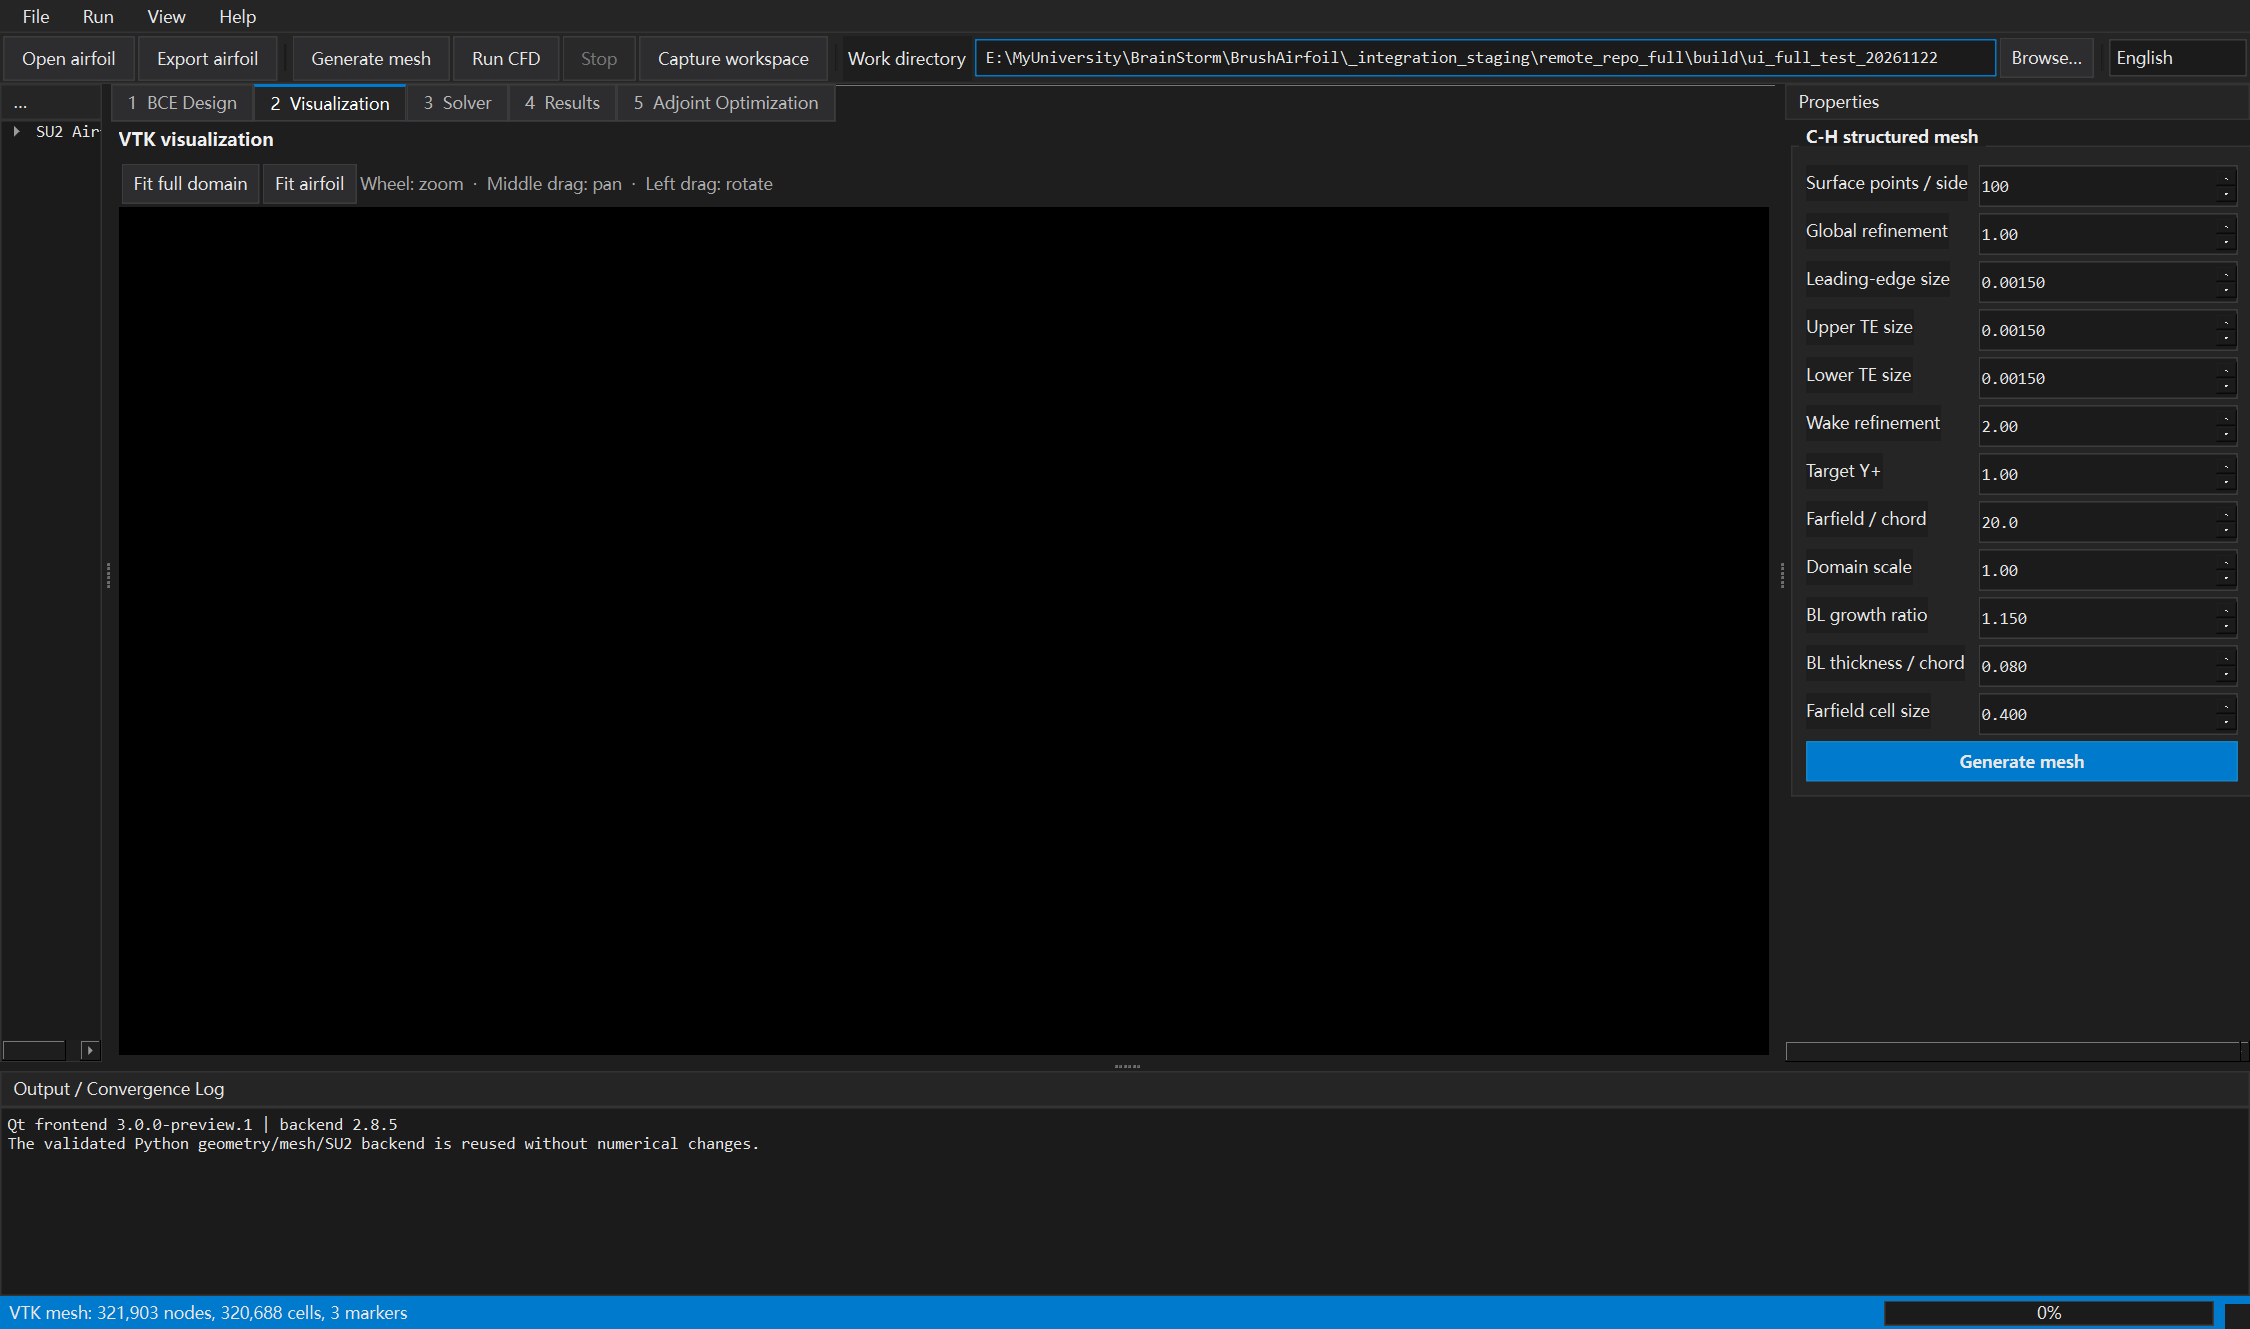 File Run View Help
Open airfoil Export airfoil Generate mesh Run CFD Stop Capture workspace Work directory E:\MyUniversity\BrainStorm\BrushAirfoil\_integration_staging\remote_repo_full\build\ui_full_test_20261122 Browse... English
...
SU2 Air
1 BCE Design 2 Visualization 3 Solver 4 Results 5 Adjoint Optimization
VTK visualization
Fit full domain Fit airfoil Wheel: zoom · Middle drag: pan · Left drag: rotate
Properties
C-H structured mesh
Surface points / side 100
Global refinement 1.00
Leading-edge size 0.00150
Upper TE size 0.00150
Lower TE size 0.00150
Wake refinement 2.00
Target Y+ 1.00
Farfield / chord 20.0
Domain scale 1.00
BL growth ratio 1.150
BL thickness / chord 0.080
Farfield cell size 0.400
Generate mesh
Output / Convergence Log
Qt frontend 3.0.0-preview.1 | backend 2.8.5
The validated Python geometry/mesh/SU2 backend is reused without numerical changes.
VTK mesh: 321,903 nodes, 320,688 cells, 3 markers 0%